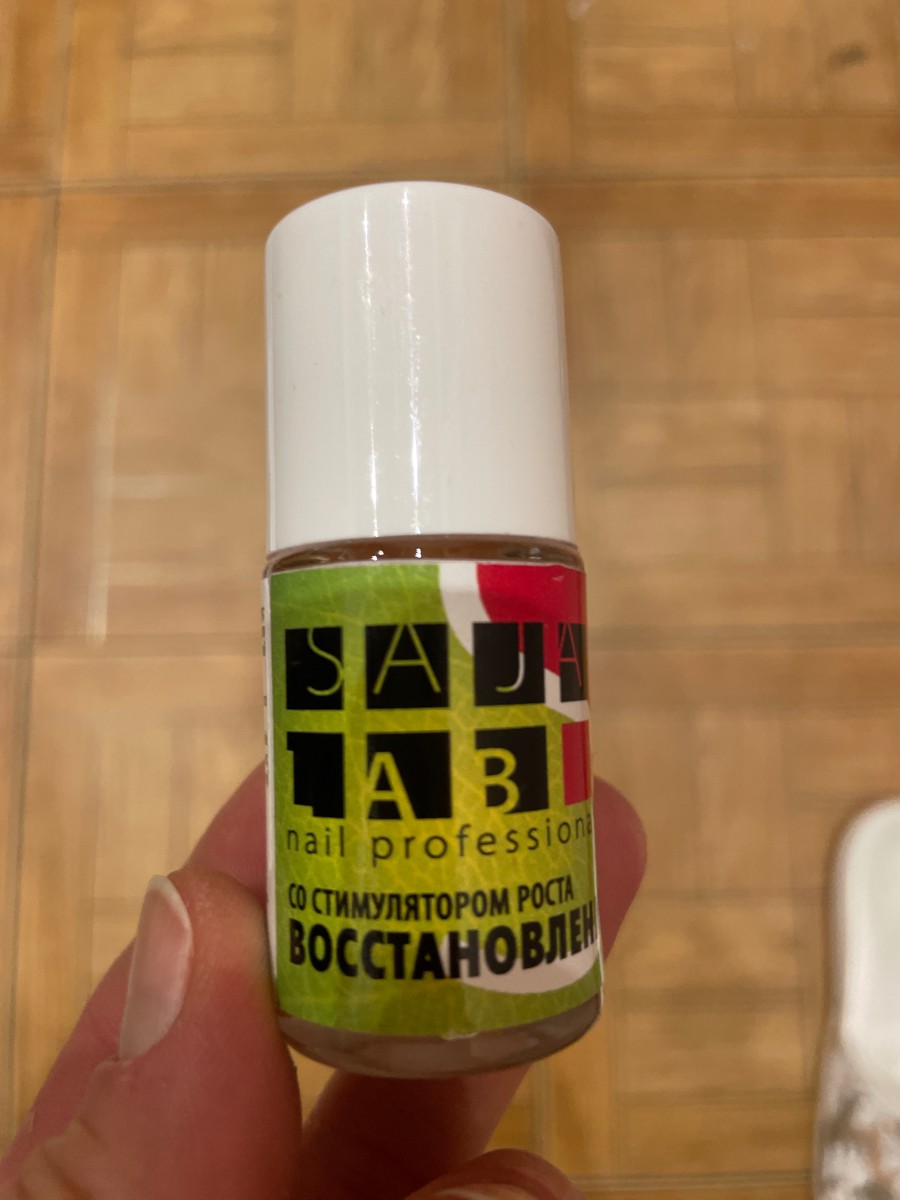 SAJA
LAB
nail professiona
СО СТИМУЛЯТОРОМ РОСТА
ВОССТАНОВЛЕН